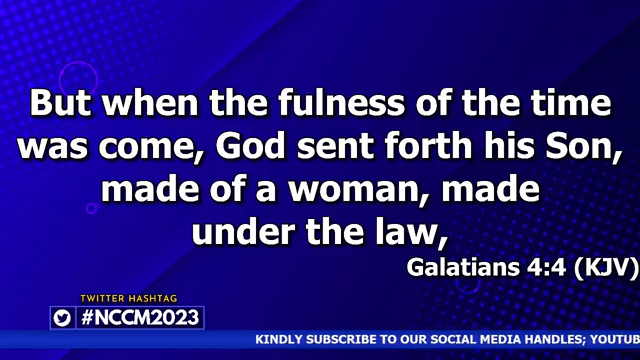 But when the fulness of the time
was come, God sent forth his Son,
made of a woman, made
under the law,
Galatians 4:4 (KJV)
TWITTER HASHTAG
#NCCM2023
KINDLY SUBSCRIBE TO OUR SOCIAL MEDIA HANDLES; YOUTUB